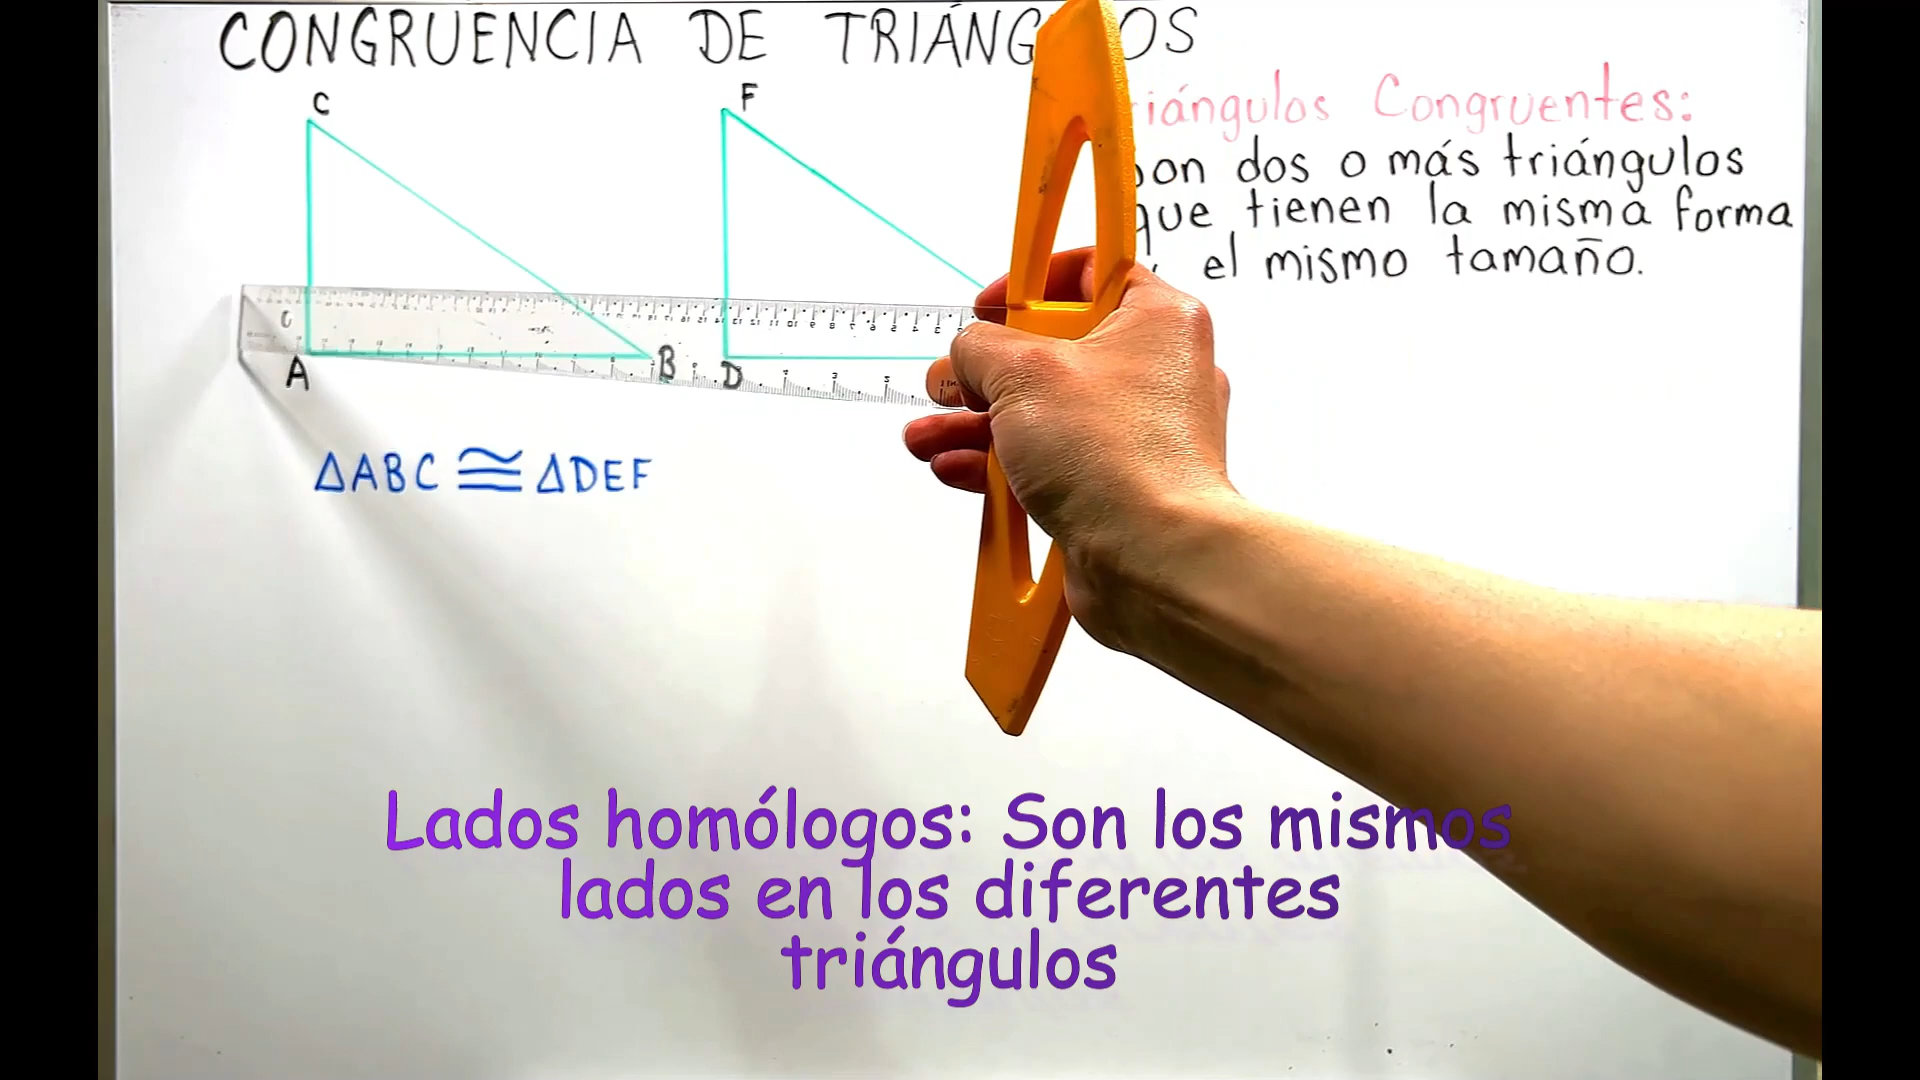 CONGRUENCIA DE TRIÁNG OS
C
F
iángulos Congruentes:
on dos o más triángulos
que tienen la misma forma
el mismo tamaño.
A
B
D
ΔABC ≅ ΔDEF
Lados homólogos: Son los mismos
lados en los diferentes
triángulos